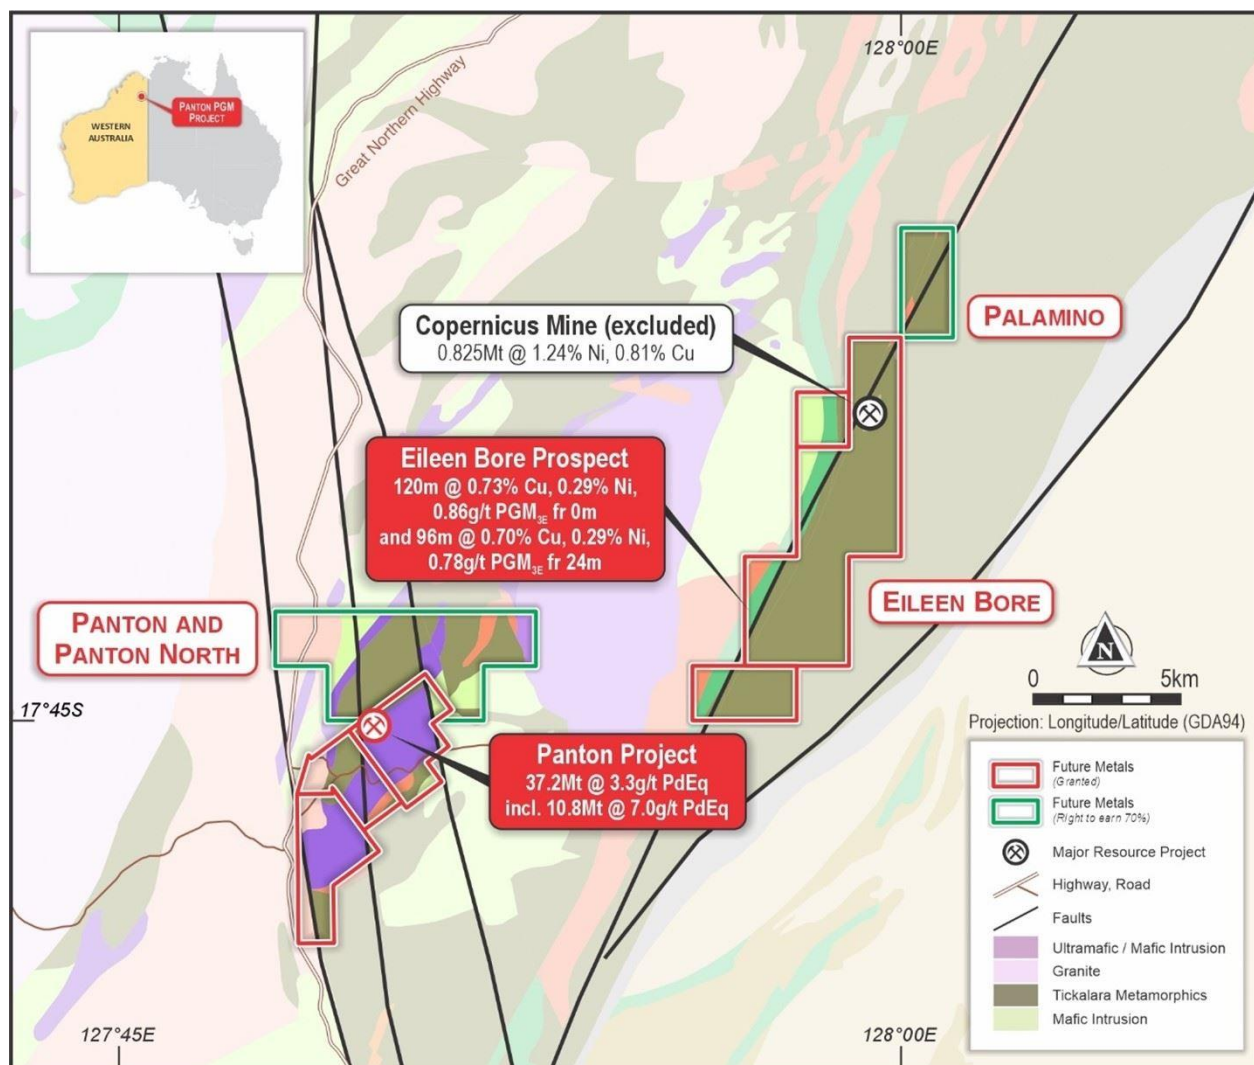 128°00E
PANTON PGM
PROJECT
WESTERN
AUSTRALIA
Great Northern Highway
PALAMINO
Copernicus Mine (excluded)
0.825Mt @ 1.24% Ni, 0.81% Cu
Eileen Bore Prospect
120m @ 0.73% Cu, 0.29% Ni,
0.86g/t PGM3E fr 0m
and 96m @ 0.70% Cu, 0.29% Ni,
0.78g/t PGM3E fr 24m
EILEEN BORE
PANTON AND
PANTON NORTH
N
0 5km
Projection: Longitude/Latitude (GDA94)
17°45S
Panton Project
37.2Mt @ 3.3g/t PdEq
incl. 10.8Mt @ 7.0g/t PdEq
Future Metals
(Granted)
Future Metals
(Right to earn 70%)
Major Resource Project
Highway, Road
Faults
Ultramafic / Mafic Intrusion
Granite
Tickalara Metamorphics
Mafic Intrusion
127°45E
128°00E